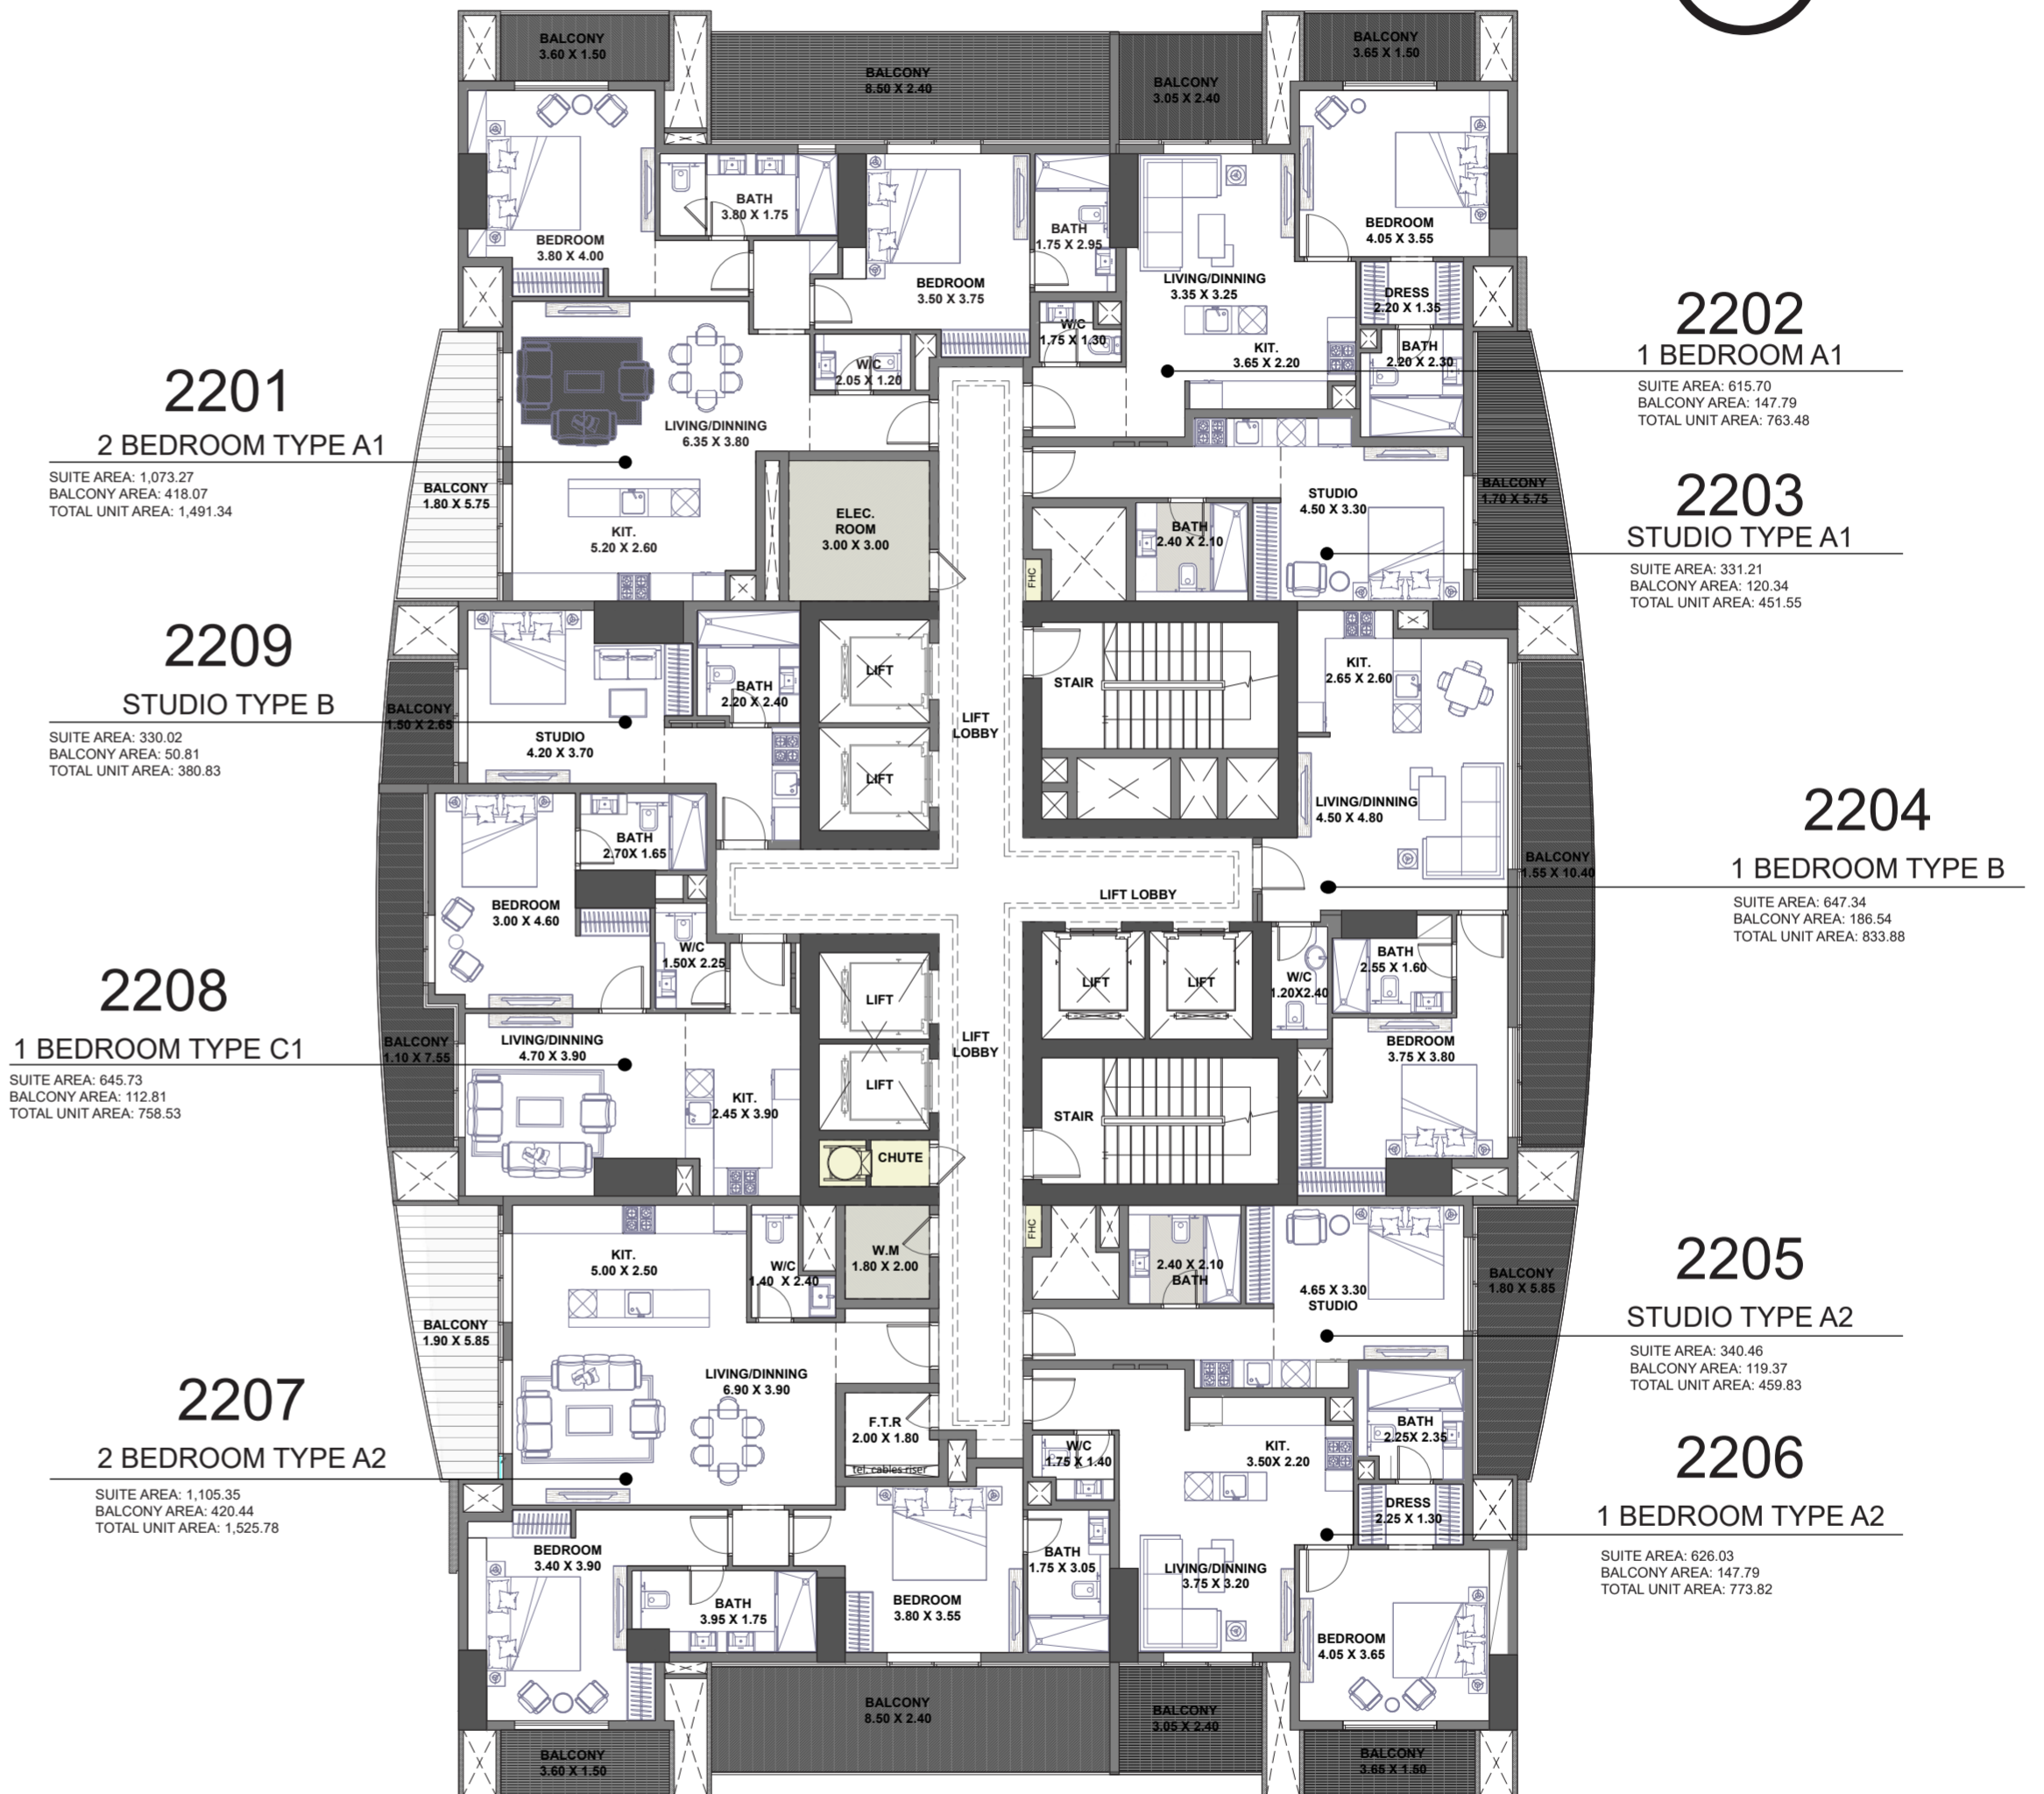 BALCONY
3.60 X 1.50
BALCONY
8.50 X 2.40
BALCONY
3.05 X 2.40
BALCONY
3.65 X 1.50
BATH
3.80 X 1.75
BEDROOM
3.80 X 4.00
BEDROOM
3.50 X 3.75
BATH
1.75 X 2.95
LIVING/DINNING
3.35 X 3.25
BEDROOM
4.05 X 3.55
DRESS
2.20 X 1.35
W/C
1.75 X 1.30
KIT.
3.65 X 2.20
BATH
2.20 X 2.30
2202
1 BEDROOM A1
SUITE AREA: 615.70
BALCONY AREA: 147.79
TOTAL UNIT AREA: 763.48
2201
2 BEDROOM TYPE A1
SUITE AREA: 1,073.27
BALCONY AREA: 418.07
TOTAL UNIT AREA: 1,491.34
W/C
2.05 X 1.20
LIVING/DINNING
6.35 X 3.80
BALCONY
1.80 X 5.75
KIT.
5.20 X 2.60
ELEC.
ROOM
3.00 X 3.00
FHC
BATH
2.40 X 2.10
STUDIO
4.50 X 3.30
BALCONY
1.70 X 5.75
2203
STUDIO TYPE A1
SUITE AREA: 331.21
BALCONY AREA: 120.34
TOTAL UNIT AREA: 451.55
2209
STUDIO TYPE B
SUITE AREA: 330.02
BALCONY AREA: 50.81
TOTAL UNIT AREA: 380.83
BALCONY
1.50 X 2.65
STUDIO
4.20 X 3.70
BATH
2.20 X 2.40
LIFT
LIFT
LIFT
LOBBY
STAIR
KIT.
2.65 X 2.60
LIVING/DINNING
4.50 X 4.80
BALCONY
1.55 X 10.40
2204
1 BEDROOM TYPE B
SUITE AREA: 647.34
BALCONY AREA: 186.54
TOTAL UNIT AREA: 833.88
BATH
2.70X 1.65
BEDROOM
3.00 X 4.60
W/C
1.50X 2.25
LIFT LOBBY
LIFT
LIFT
W/C
1.20X2.40
BATH
2.55 X 1.60
BEDROOM
3.75 X 3.80
2208
1 BEDROOM TYPE C1
SUITE AREA: 645.73
BALCONY AREA: 112.81
TOTAL UNIT AREA: 758.53
BALCONY
1.10 X 7.55
LIVING/DINNING
4.70 X 3.90
KIT.
2.45 X 3.90
LIFT
LIFT
LIFT
LOBBY
STAIR
CHUTE
FHC
W.M
1.80 X 2.00
KIT.
5.00 X 2.50
W/C
1.40 X 2.40
BALCONY
1.90 X 5.85
2.40 X 2.10
BATH
4.65 X 3.30
STUDIO
BALCONY
1.80 X 5.85
2205
STUDIO TYPE A2
SUITE AREA: 340.46
BALCONY AREA: 119.37
TOTAL UNIT AREA: 459.83
2207
2 BEDROOM TYPE A2
SUITE AREA: 1,105.35
BALCONY AREA: 420.44
TOTAL UNIT AREA: 1,525.78
LIVING/DINNING
6.90 X 3.90
F.T.R
2.00 X 1.80
tel. cables riser
W/C
1.75 X 1.40
KIT.
3.50X 2.20
BATH
2.25X 2.35
DRESS
2.25 X 1.30
2206
1 BEDROOM TYPE A2
SUITE AREA: 626.03
BALCONY AREA: 147.79
TOTAL UNIT AREA: 773.82
BEDROOM
3.40 X 3.90
BATH
3.95 X 1.75
BEDROOM
3.80 X 3.55
BATH
1.75 X 3.05
LIVING/DINNING
3.75 X 3.20
BEDROOM
4.05 X 3.65
BALCONY
3.60 X 1.50
BALCONY
8.50 X 2.40
BALCONY
3.05 X 2.40
BALCONY
3.65 X 1.50